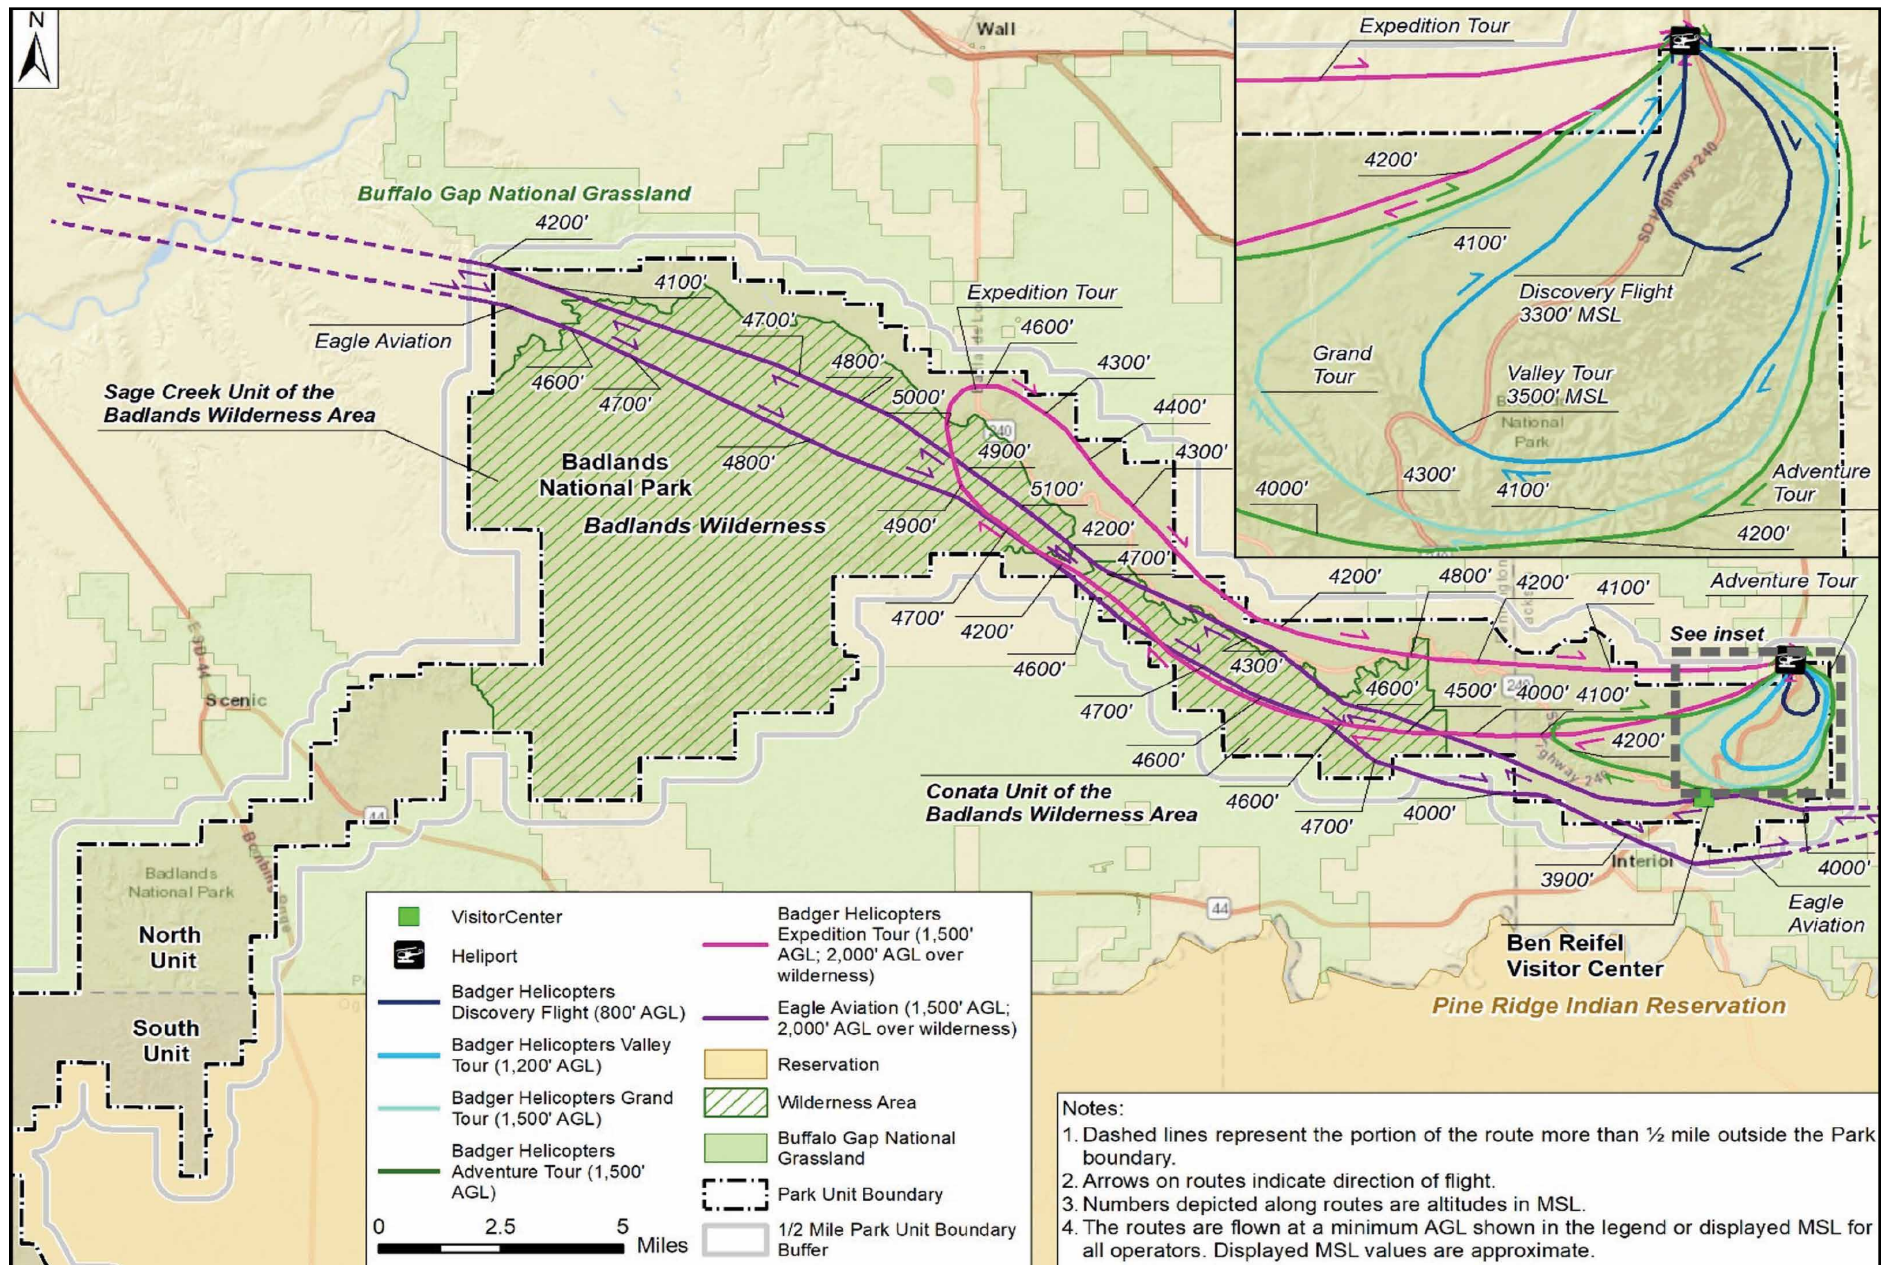 N
Wall
Buffalo Gap National Grassland
4200'
4100'
Eagle Aviation
4700'
4600'
4700'
4800'
5000'
4800'
4900'
4900'
5100'
Expedition Tour
4600'
4300'
4400'
4300'
4200'
4700'
4700'
4200'
4600'
4300'
4700'
4600'
4600'
4600'
4700'
4500'
4000'
4100'
4200'
4200'
4800'
4200'
4100'
4000'
3900'
4000'
Adventure Tour
See inset
Eagle
Aviation
Sage Creek Unit of the
Badlands Wilderness Area
Badlands
National Park
Badlands Wilderness
240
240
Conata Unit of the
Badlands Wilderness Area
E SD 44
Scenic
44
Badlands
National Park
North
Unit
South
Unit
44
Interior
Ben Reifel
Visitor Center
Pine Ridge Indian Reservation
Expedition Tour
4200'
4100'
SD Highway 240
Discovery Flight
3300' MSL
Grand
Tour
Valley Tour
3500' MSL
National
Park
4300'
4100'
4000'
Adventure
Tour
4200'
VisitorCenter
Heliport
Badger Helicopters
Discovery Flight (800' AGL)
Badger Helicopters Valley
Tour (1,200' AGL)
Badger Helicopters Grand
Tour (1,500' AGL)
Badger Helicopters
Adventure Tour (1,500'
AGL)
0 2.5 5
Miles
Badger Helicopters
Expedition Tour (1,500'
AGL; 2,000' AGL over
wilderness)
Eagle Aviation (1,500' AGL;
2,000' AGL over wilderness)
Reservation
Wilderness Area
Buffalo Gap National
Grassland
Park Unit Boundary
1/2 Mile Park Unit Boundary
Buffer
Notes:
1. Dashed lines represent the portion of the route more than ½ mile outside the Park
boundary.
2. Arrows on routes indicate direction of flight.
3. Numbers depicted along routes are altitudes in MSL.
4. The routes are flown at a minimum AGL shown in the legend or displayed MSL for
all operators. Displayed MSL values are approximate.